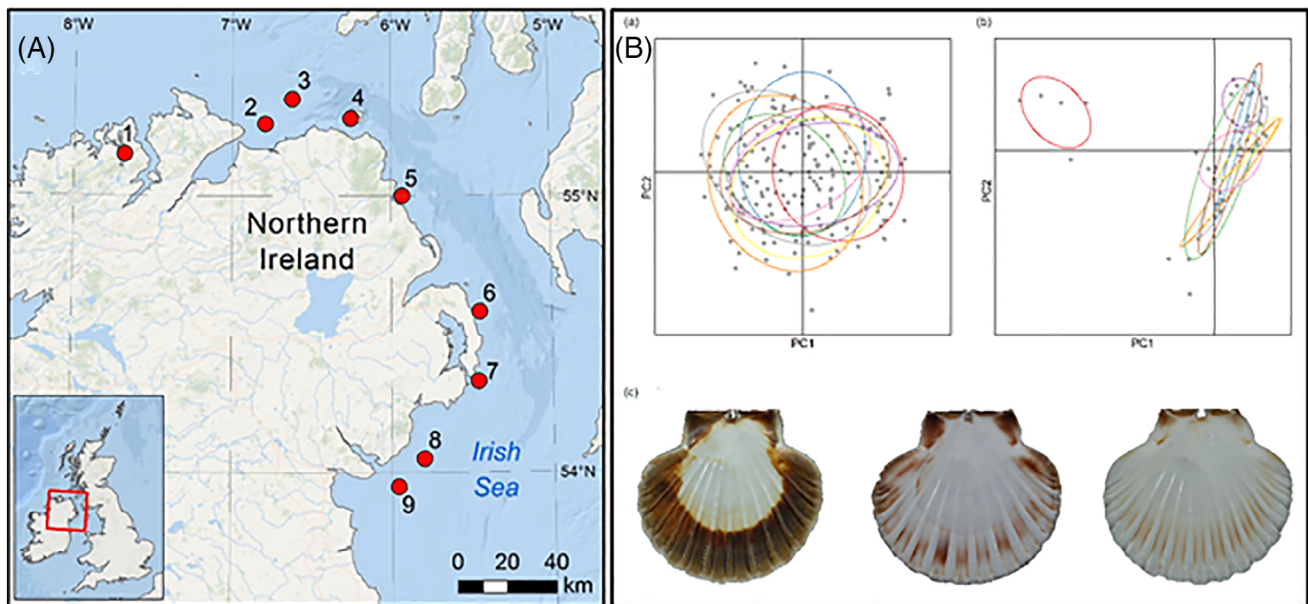 (A)
8°W 7°W 6°W 5°W
3
2
4
1
5
55°N
Northern
Ireland
6
7
8
Irish
Sea
54°N
9
0 20 40
km
(B)
(a) (b)
PC2
PC1
PC2
PC1
(c)